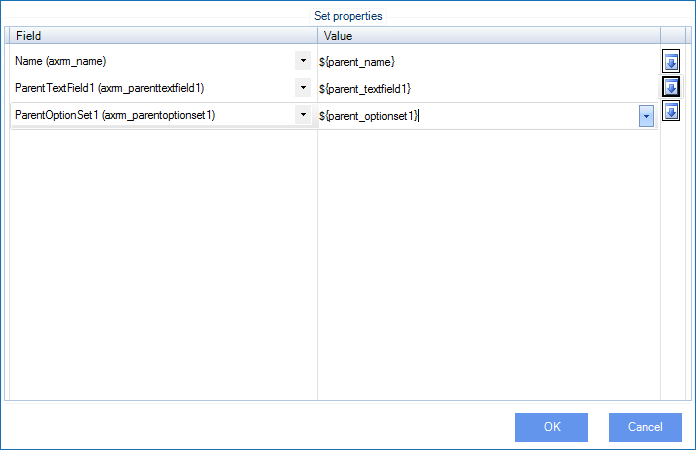 Set properties
Field Value
Name (axrm_name) ${parent_name}
ParentTextField1 (axrm_parenttextfield1) ${parent_textfield1}
ParentOptionSet1 (axrm_parentoptionset1) ${parent_optionset1}
OK Cancel